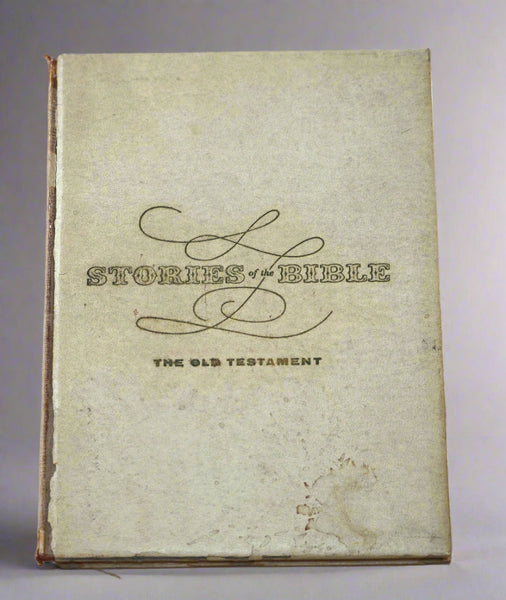 STORIES of the BIBLE
THE OLD TESTAMENT